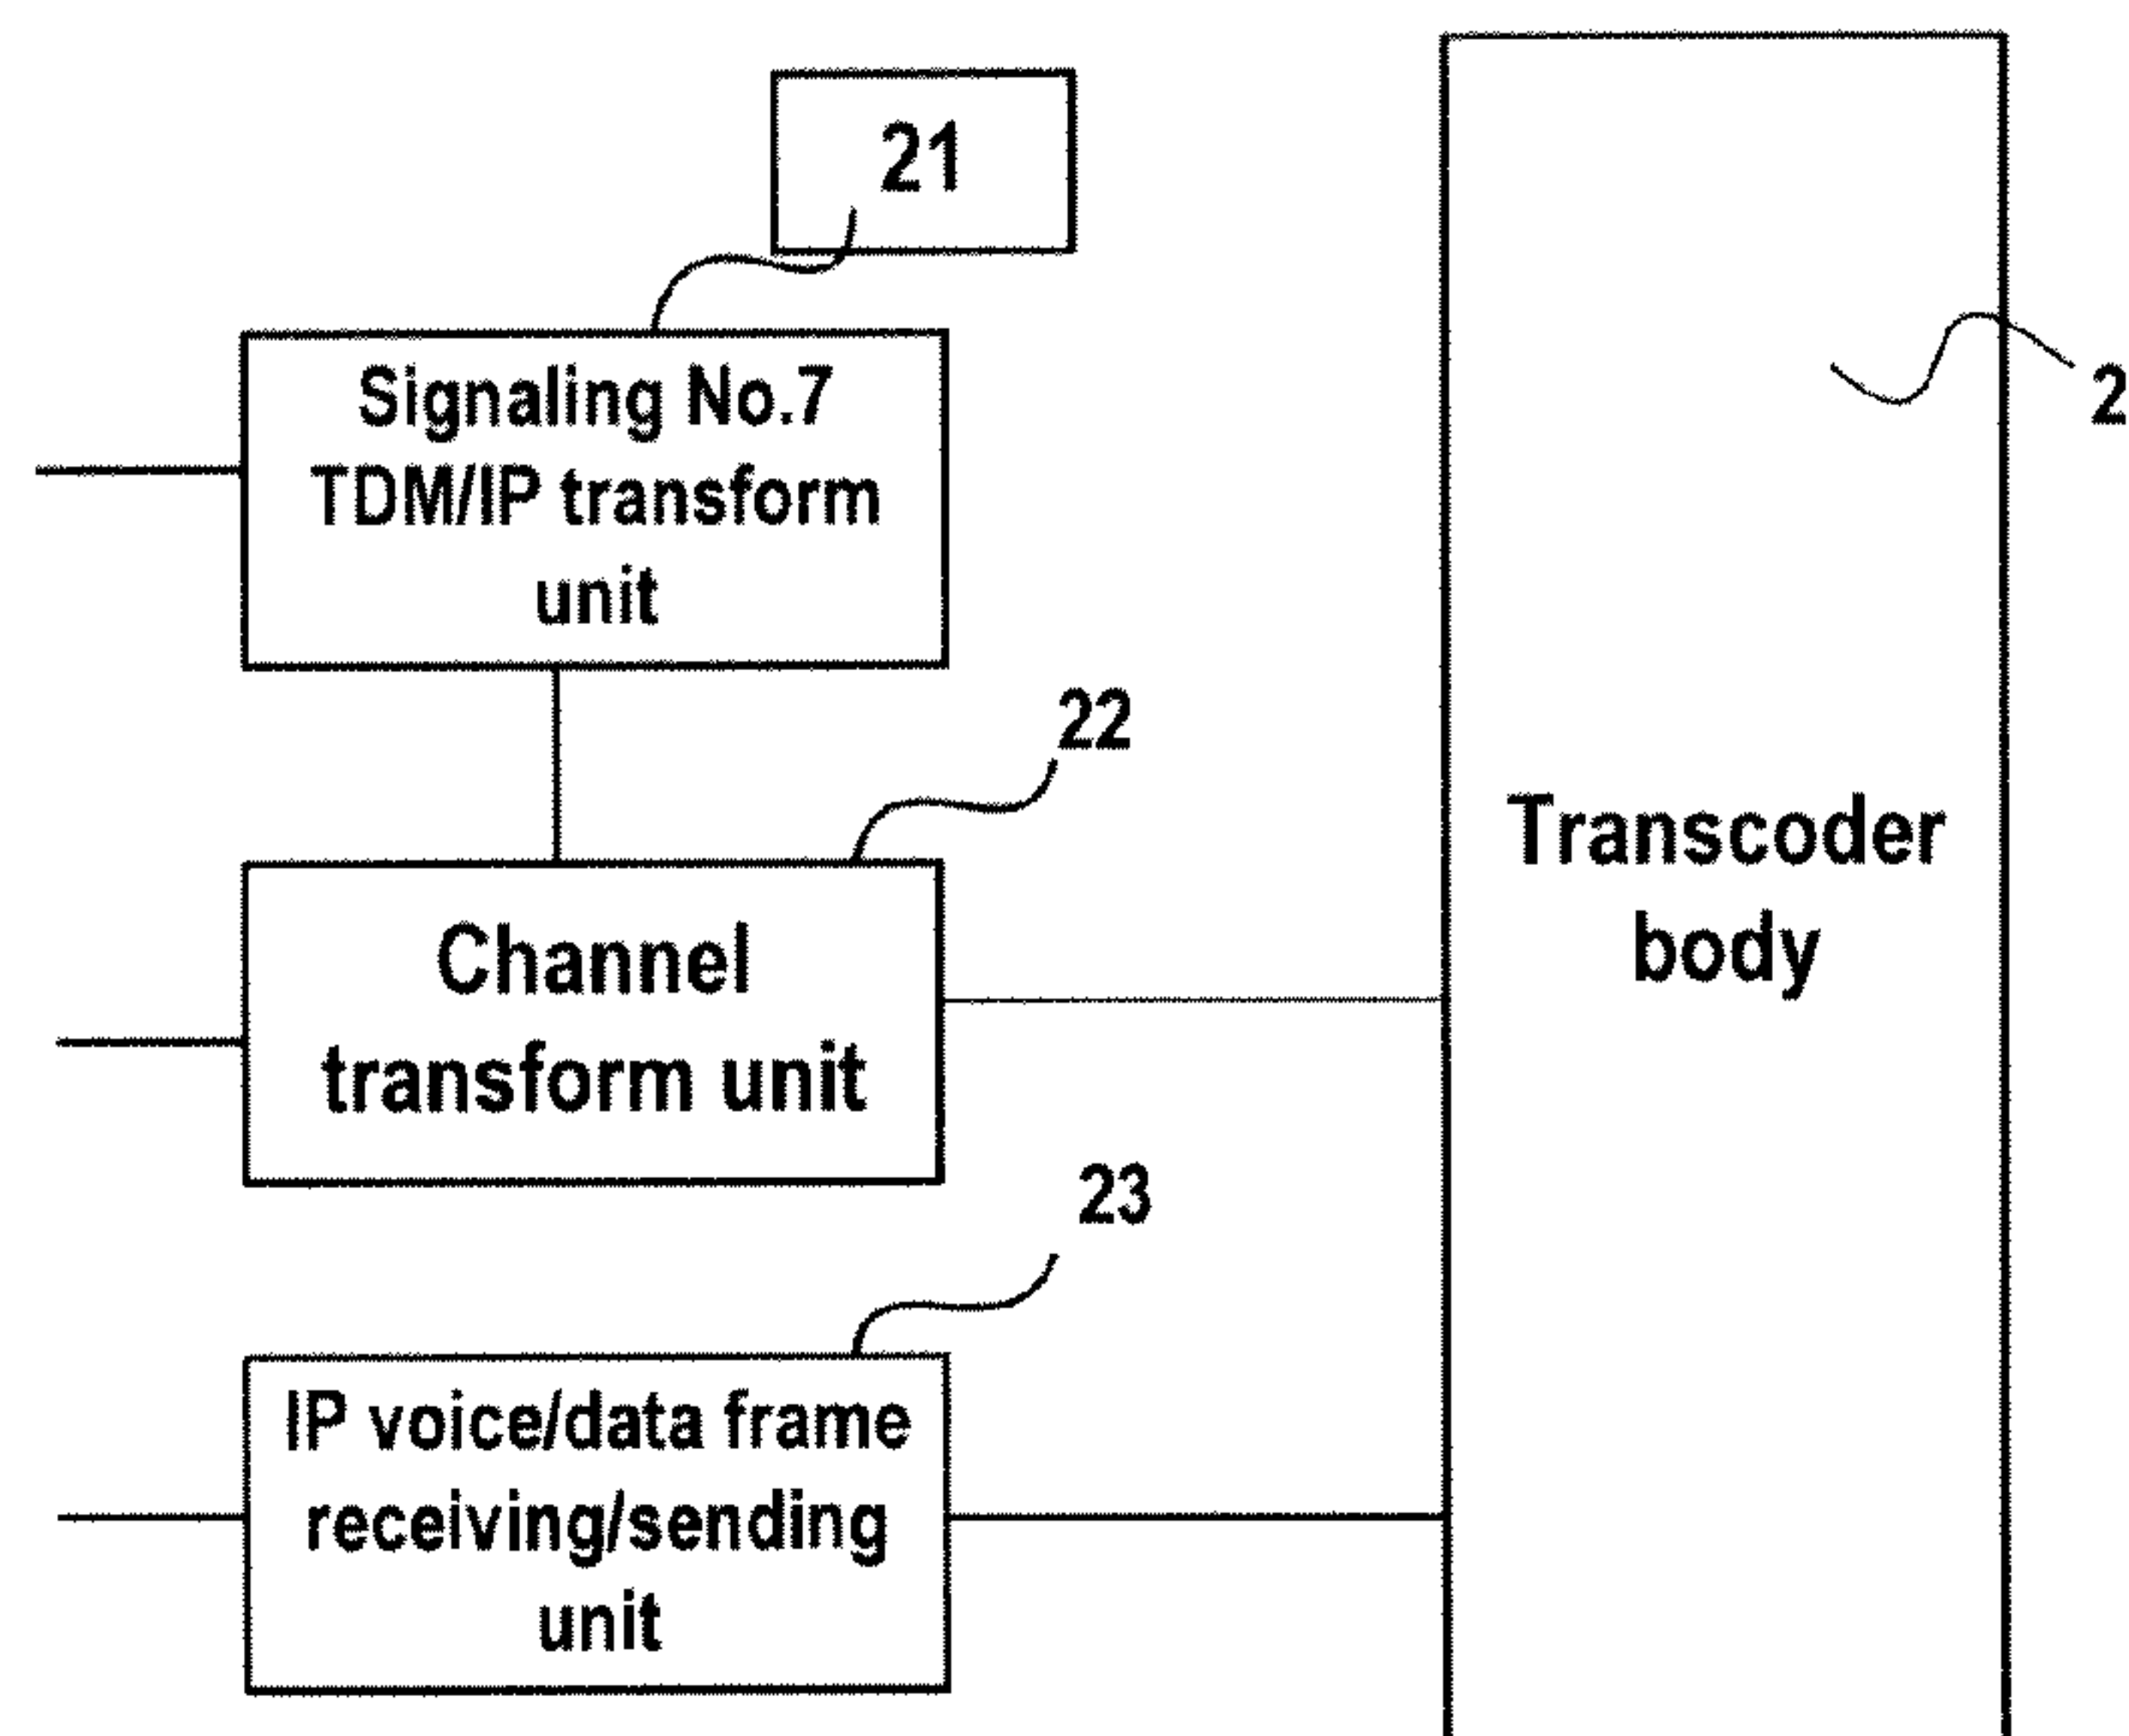 21
Signaling No.7
TDM/IP transform
unit
2
22
Channel
transform unit
Transcoder
body
23
IP voice/data frame
receiving/sending
unit